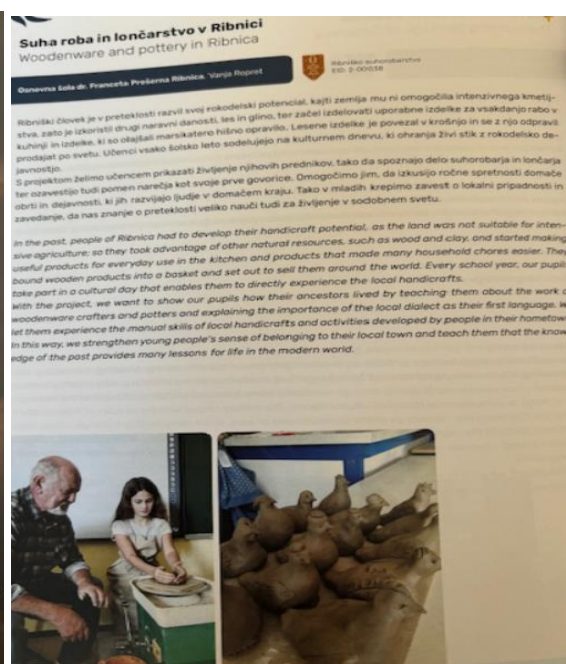 Suha roba in lončarstvo v Ribnici
Woodenware and pottery in Ribnica
Osnovna šola dr. Franceta Prešerna Ribnica, Vanja Repret
Ribniško suhorobarstvo
EID: 2-00038
Ribniški človek je v preteklosti razvil svoj rokodelski potencial, kajti zemlja mu ni omogočila intenzivnega kmetij-
stva, zato je izkoristil drugi naravni danosti, les in glino, ter začel izdelovati uporabne izdelke za vsakdanjo rabo v
kuhinji in izdelke, ki so olajšali marsikatero hišno opravilo. Lesene izdelke je povezal v krošnjo in se z njo odpravil
prodajat po svetu. Učenci vsako šolsko leto sodelujejo na kulturnem dnevu, ki ohranja živi stik z rokodelsko de-
javnostjo.
S projektom želimo učencem prikazati življenje njihovih prednikov, tako da spoznajo delo suhorobarja in lončarja
ter ozavestijo tudi pomen narečja kot svoje prve govorice. Omogočimo jim, da izkusijo ročne spretnosti domače
obrti in dejavnosti, ki jih razvijajo ljudje v domačem kraju. Tako v mladih krepimo zavest o lokalni pripadnosti in
zavedanje, da nas znanje o preteklosti veliko nauči tudi za življenje v sodobnem svetu.
In the past, people of Ribnica had to develop their handicraft potential, as the land was not suitable for inten-
sive agriculture; so they took advantage of other natural resources, such as wood and clay, and started making
useful products for everyday use in the kitchen and products that made many household chores easier. They
bound wooden products into a basket and set out to sell them around the world. Every school year, our pupils
take part in a cultural day that enables them to directly experience the local handicrafts.
With the project, we want to show our pupils how their ancestors lived by teaching them about the work o
woodenware crafters and potters and explaining the importance of the local dialect as their first language. W
let them experience the manual skills of local handicrafts and activities developed by people in their hometow
In this way, we strengthen young people's sense of belonging to their local town and teach them that the know
edge of the past provides many lessons for life in the modern world.